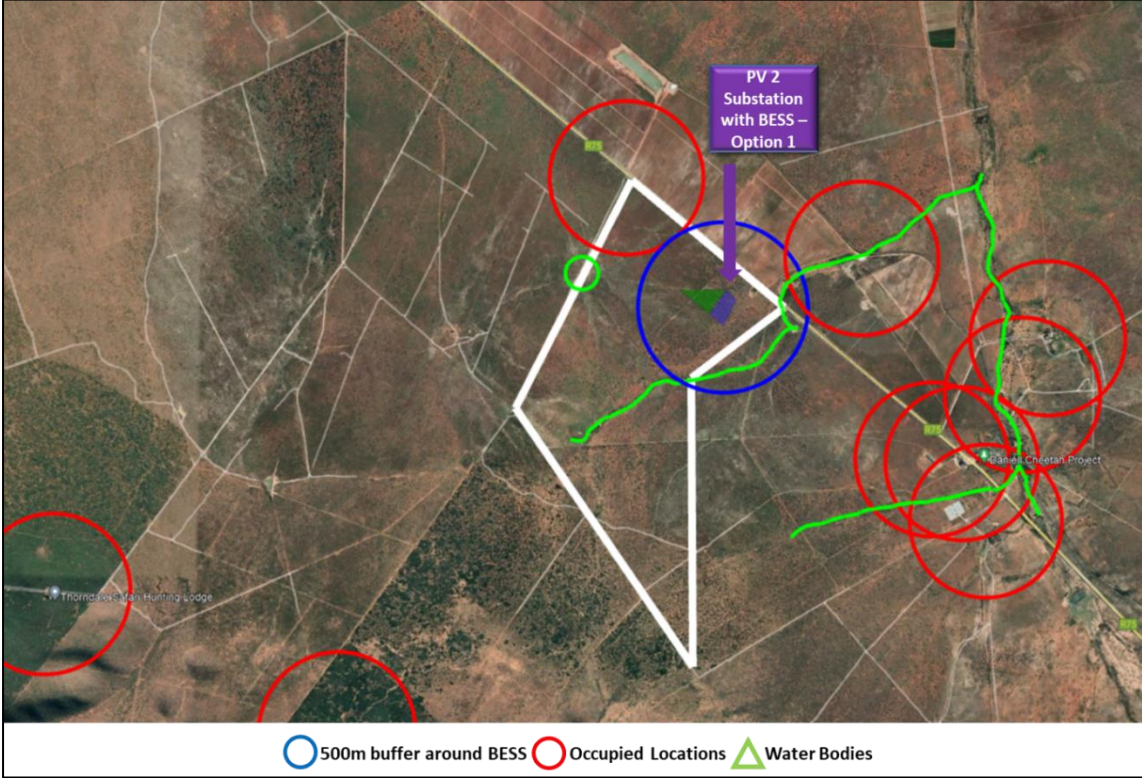 PV 2
Substation
with BESS –
Option 1
R75
R75
Daniell Cheetah Project
Thorndale Safari Hunting Lodge
R75
500m buffer around BESS
Occupied Locations
Water Bodies